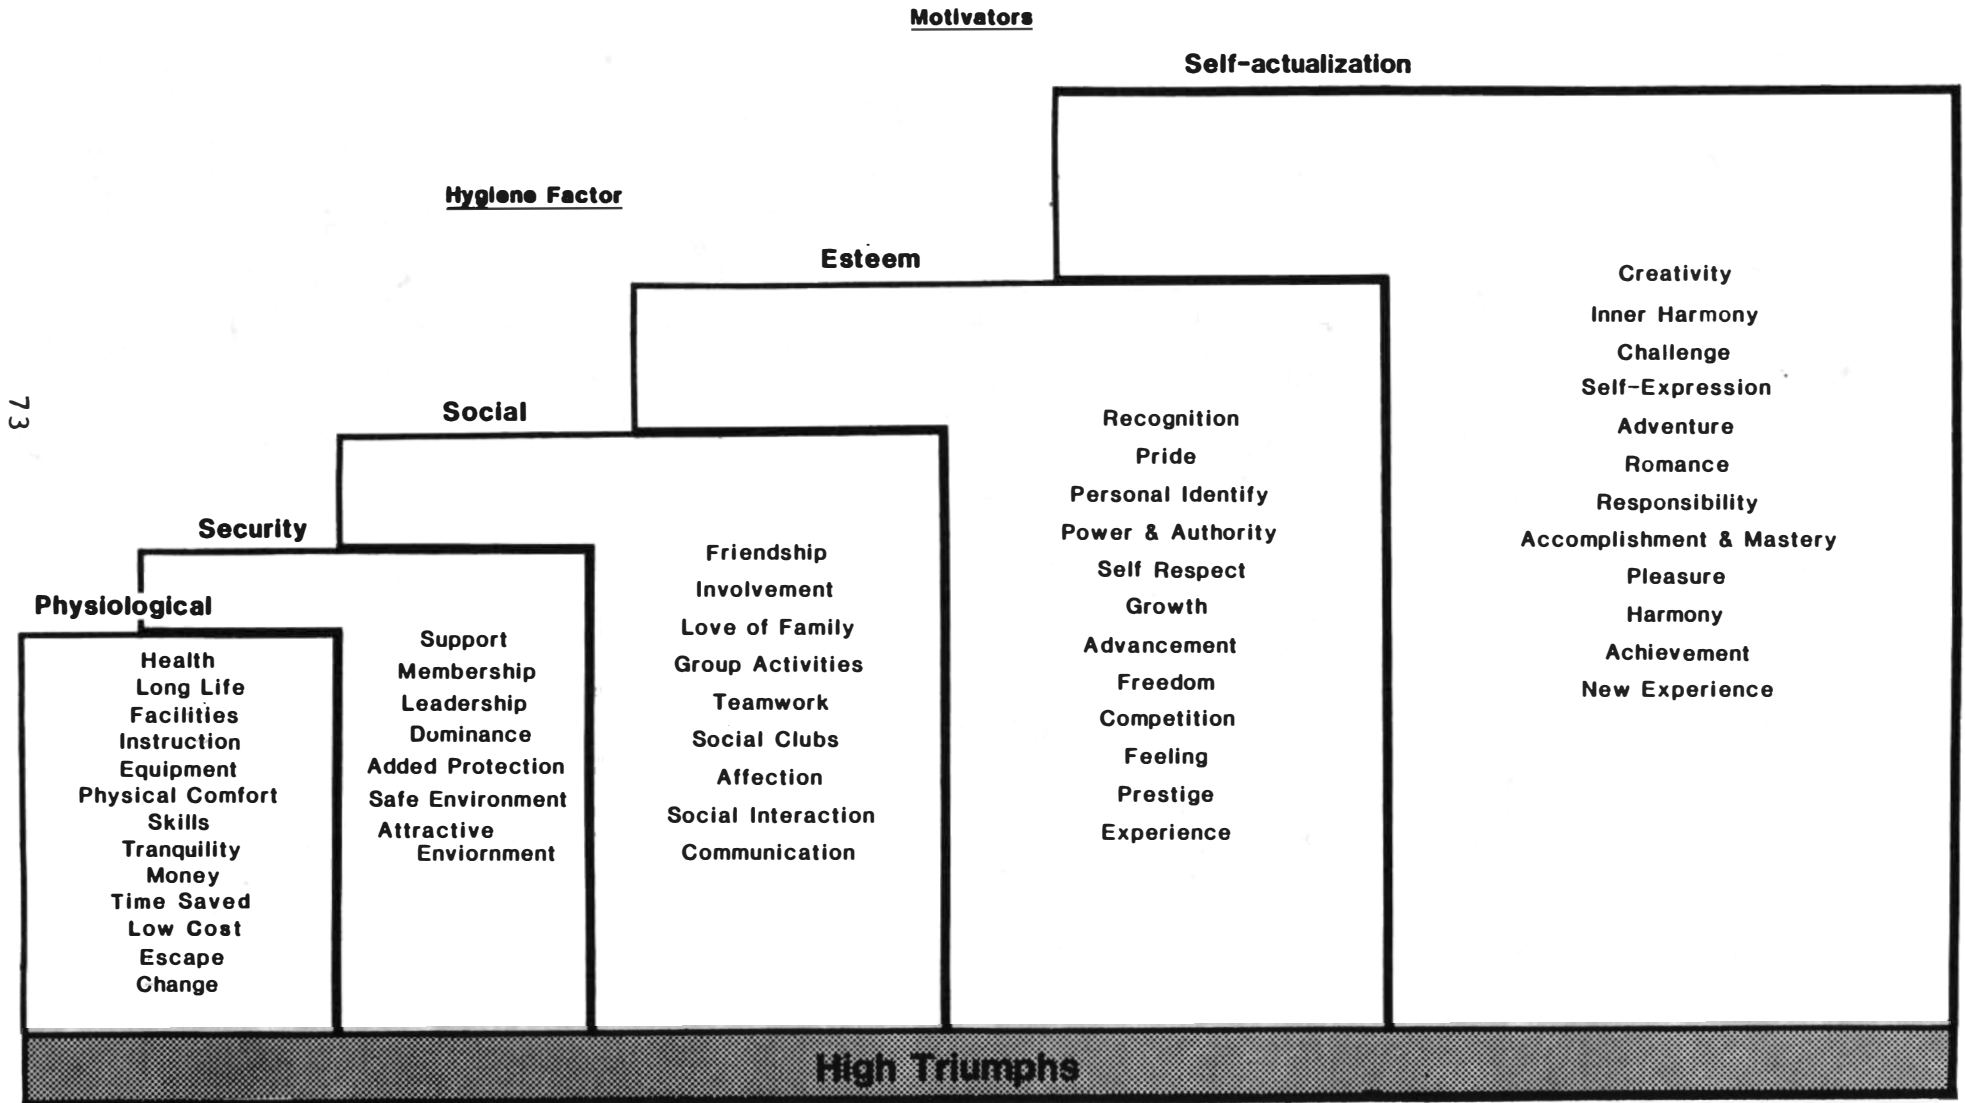 Motivators
Self-actualization
Hygiene Factor
Esteem
Social
Security
Physiological
Health
Long Life
Facilities
Instruction
Equipment
Physical Comfort
Skills
Tranquility
Money
Time Saved
Low Cost
Escape
Change
Support
Membership
Leadership
Dominance
Added Protection
Safe Environment
Attractive
Enviornment
Friendship
Involvement
Love of Family
Group Activities
Teamwork
Social Clubs
Affection
Social Interaction
Communication
Recognition
Pride
Personal Identify
Power & Authority
Self Respect
Growth
Advancement
Freedom
Competition
Feeling
Prestige
Experience
Creativity
Inner Harmony
Challenge
Self-Expression
Adventure
Romance
Responsibility
Accomplishment & Mastery
Pleasure
Harmony
Achievement
New Experience
High Triumphs
73